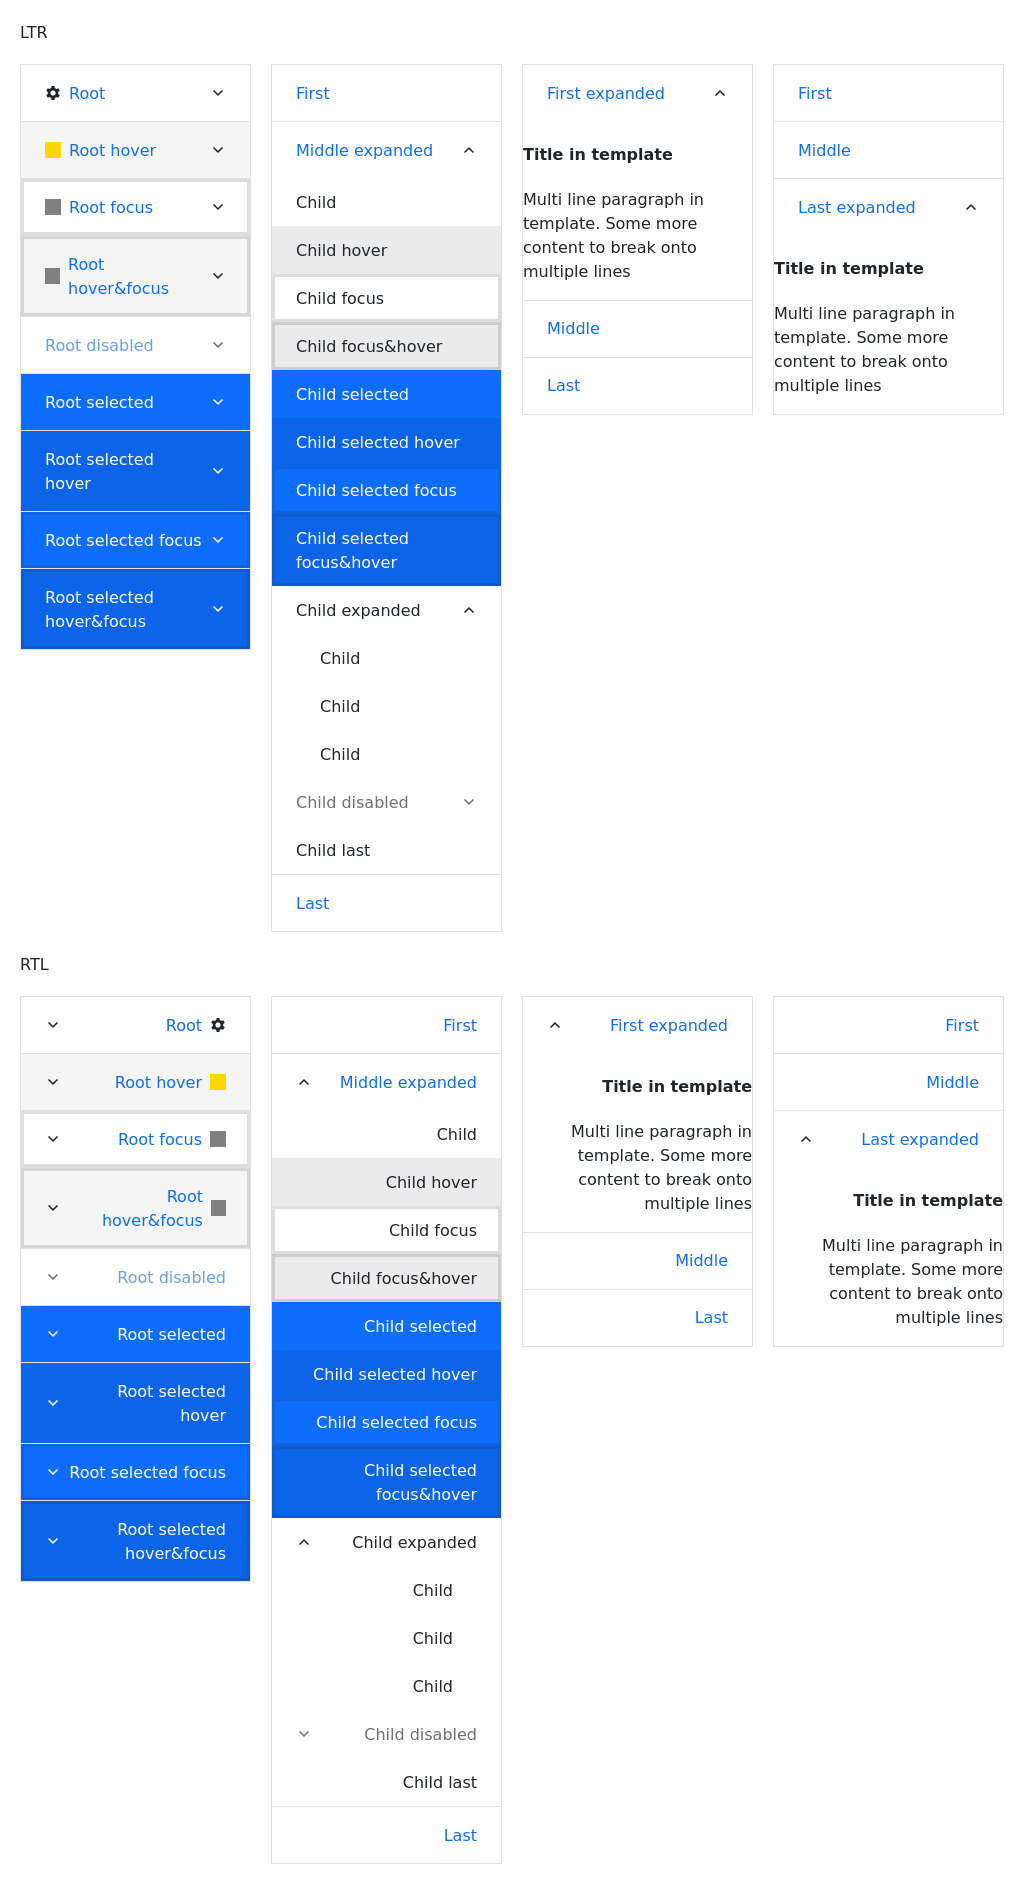 LTR
Root
Root hover
Root focus
Root
hover&focus
Root disabled
Root selected
Root selected
hover
Root selected focus
Root selected
hover&focus
First
Middle expanded
Child
Child hover
Child focus
Child focus&hover
Child selected
Child selected hover
Child selected focus
Child selected
focus&hover
Child expanded
Child
Child
Child
Child disabled
Child last
Last
First expanded
Title in template
Multi line paragraph in
template. Some more
content to break onto
multiple lines
Middle
Last
First
Middle
Last expanded
Title in template
Multi line paragraph in
template. Some more
content to break onto
multiple lines
RTL
Root
Root hover
Root focus
Root
hover&focus
Root disabled
Root selected
Root selected
hover
Root selected focus
Root selected
hover&focus
First
Middle expanded
Child
Child hover
Child focus
Child focus&hover
Child selected
Child selected hover
Child selected focus
Child selected
focus&hover
Child expanded
Child
Child
Child
Child disabled
Child last
Last
First expanded
Title in template
Multi line paragraph in
template. Some more
content to break onto
multiple lines
Middle
Last
First
Middle
Last expanded
Title in template
Multi line paragraph in
template. Some more
content to break onto
multiple lines